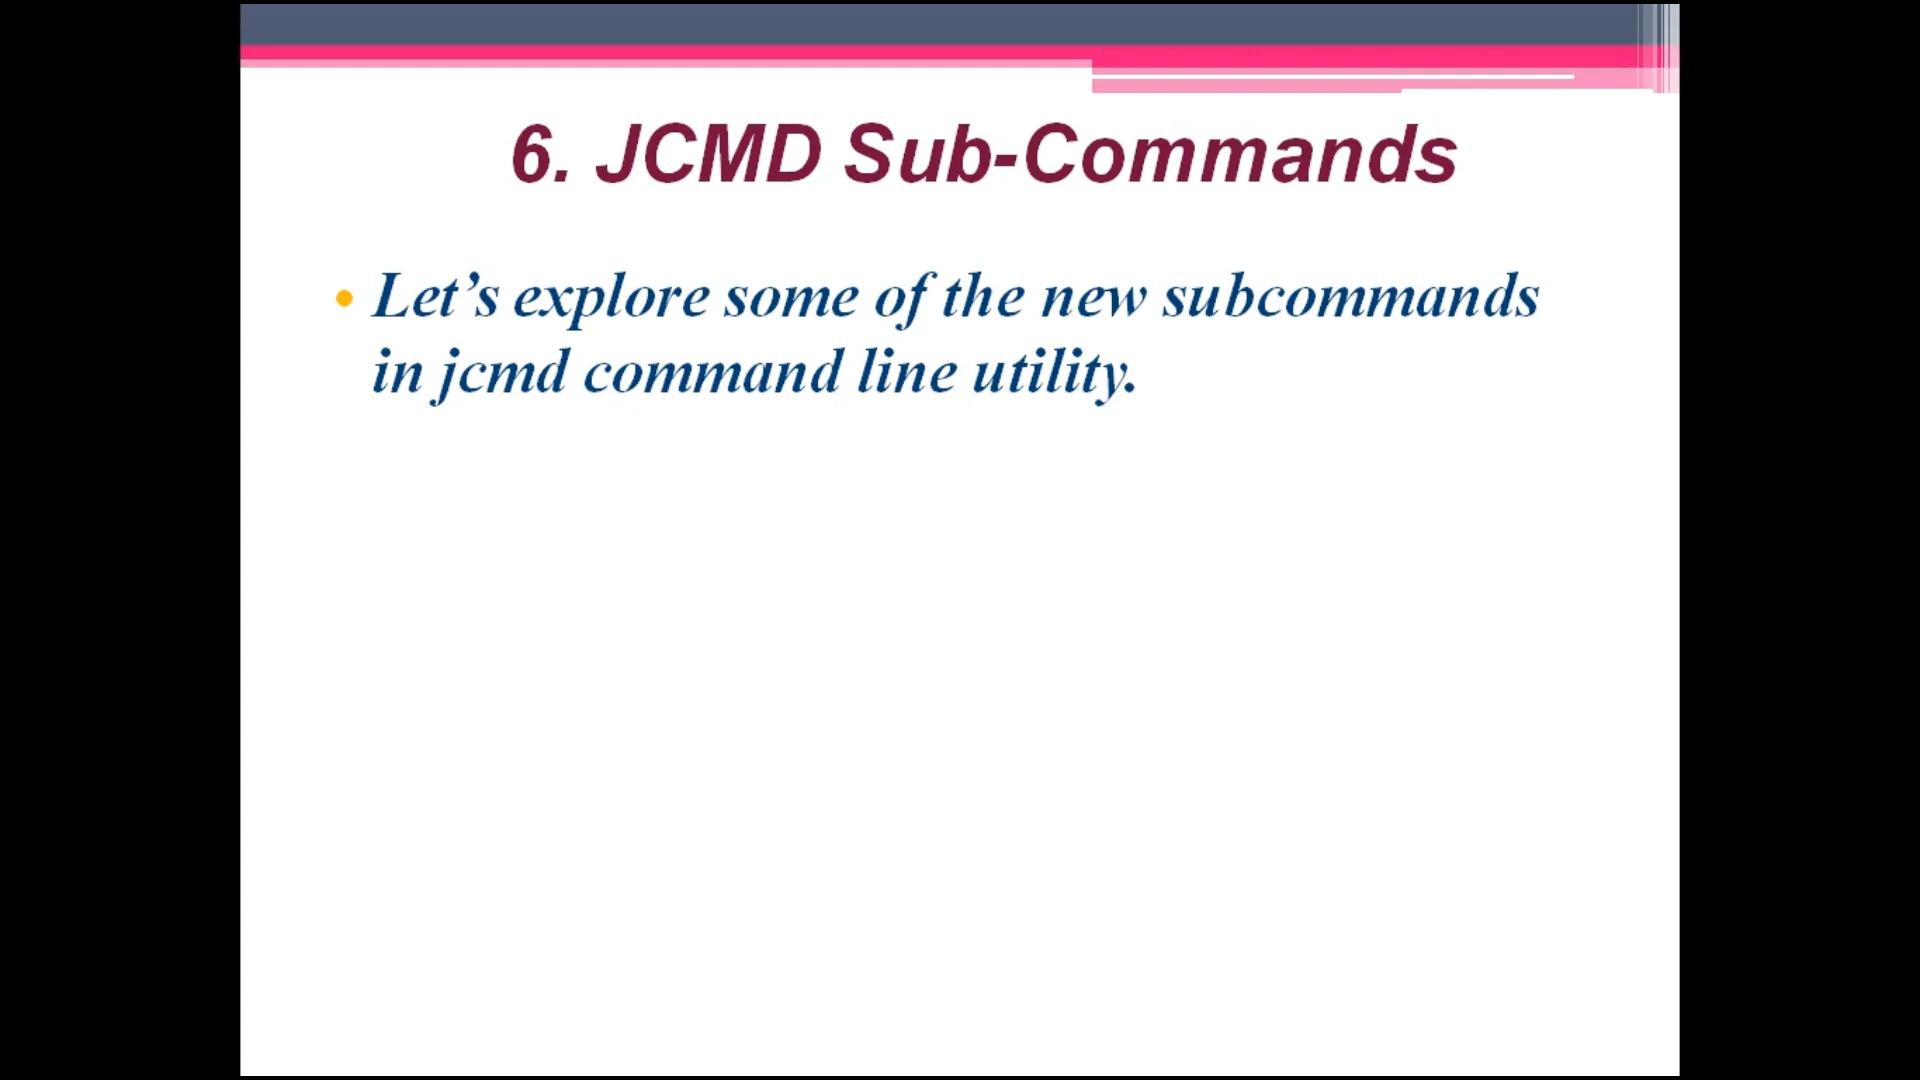 6. JCMD Sub-Commands
• Let’s explore some of the new subcommands
in jcmd command line utility.